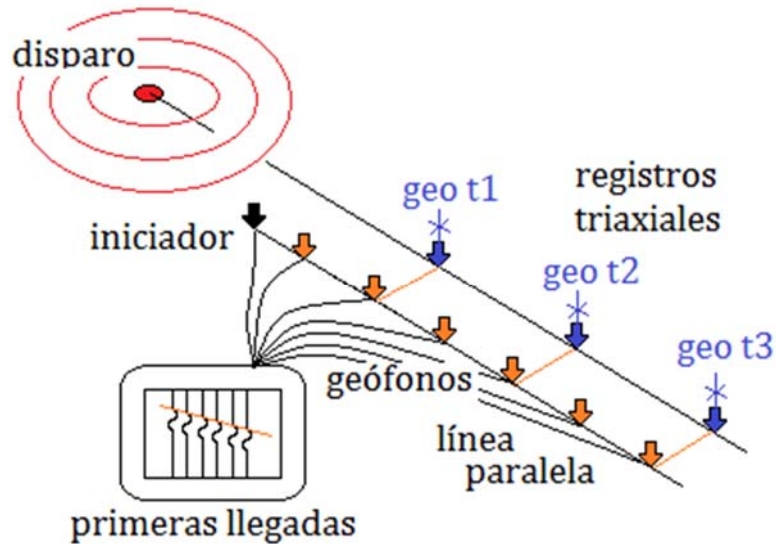 disparo
geo t1
registros
triaxiales
iniciador
geo t2
geo t3
geófonos
línea
paralela
primeras llegadas